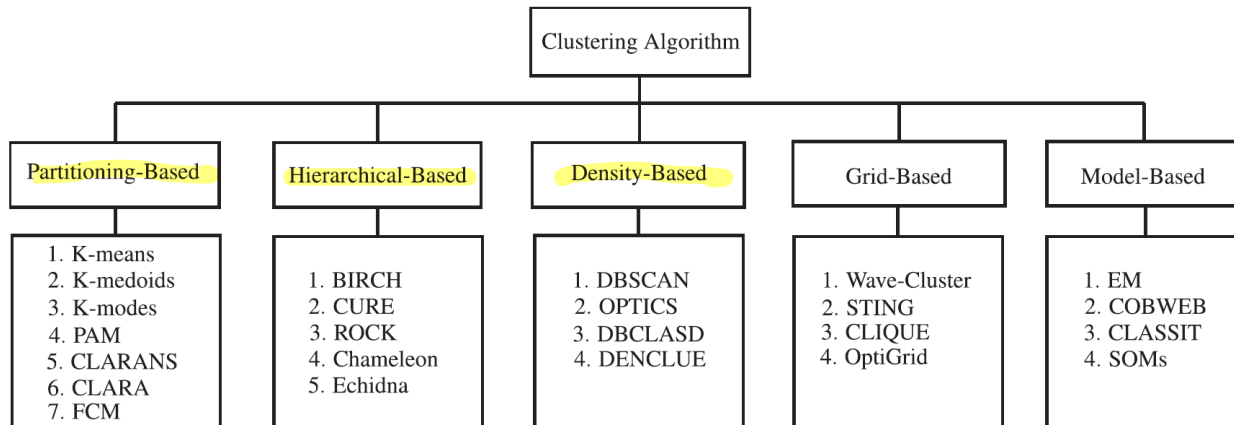 Clustering Algorithm
Partitioning-Based
Hierarchical-Based
Density-Based
Grid-Based
Model-Based
1. K-means
2. K-medoids
3. K-modes
4. PAM
5. CLARANS
6. CLARA
7. FCM
1. BIRCH
2. CURE
3. ROCK
4. Chameleon
5. Echidna
1. DBSCAN
2. OPTICS
3. DBCLASD
4. DENCLUE
1. Wave-Cluster
2. STING
3. CLIQUE
4. OptiGrid
1. EM
2. COBWEB
3. CLASSIT
4. SOMs